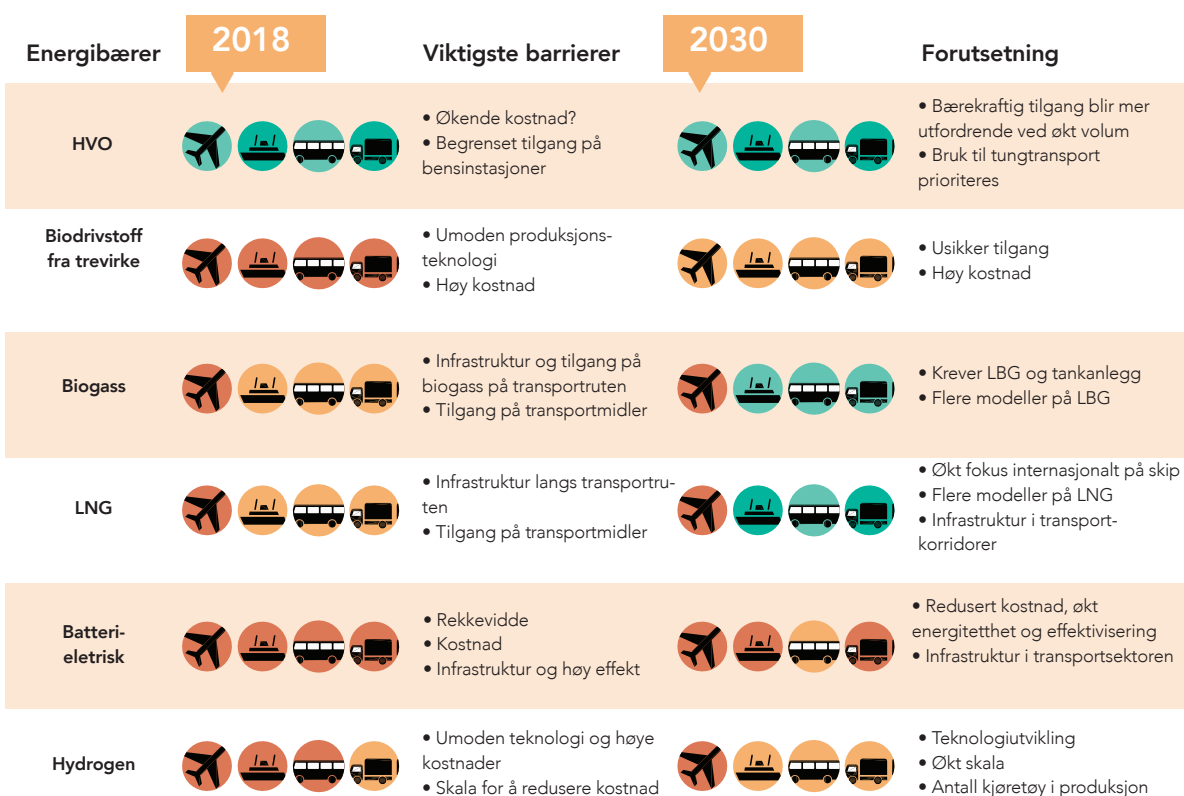 Energibærer
2018
Viktigste barrierer
2030
Forutsetning
HVO
• Økende kostnad?
• Begrenset tilgang på
bensinstasjoner
• Bærekraftig tilgang blir mer
utfordrende ved økt volum
• Bruk til tungtransport
prioriteres
Biodrivstoff
fra trevirke
• Umoden produksjons-
teknologi
• Høy kostnad
• Usikker tilgang
• Høy kostnad
Biogass
• Infrastruktur og tilgang på
biogass på transportruten
• Tilgang på transportmidler
• Krever LBG og tankanlegg
• Flere modeller på LBG
LNG
• Infrastruktur langs transportru-
ten
• Tilgang på transportmidler
• Økt fokus internasjonalt på skip
• Flere modeller på LNG
• Infrastruktur i transport-
korridorer
Batteri-
eletrisk
• Rekkevidde
• Kostnad
• Infrastruktur og høy effekt
• Redusert kostnad, økt
energitetthet og effektivisering
• Infrastruktur i transportsektoren
Hydrogen
• Umoden teknologi og høye
kostnader
• Skala for å redusere kostnad
• Teknologiutvikling
• Økt skala
• Antall kjøretøy i produksjon